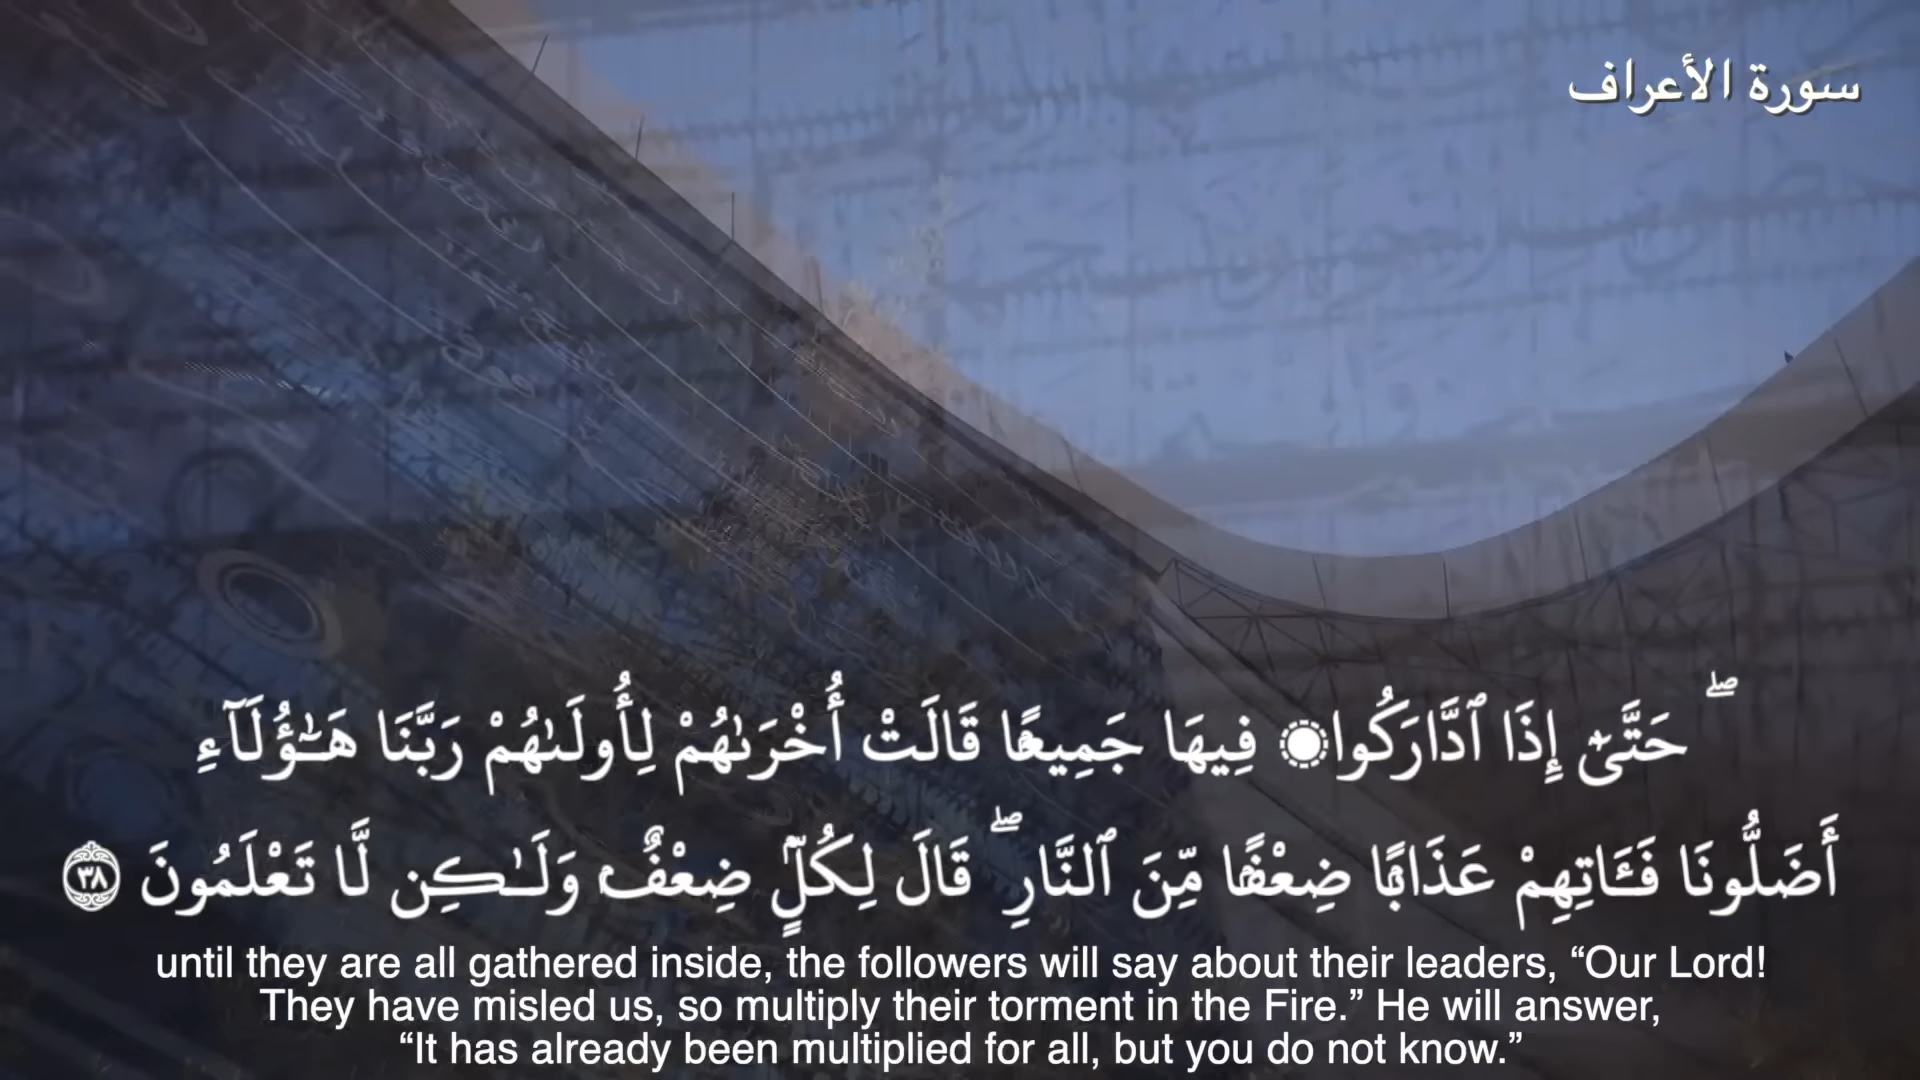 سورة الأعراف
ۖ حَتَّىٰٓ إِذَا ٱدَّارَكُوا۟ فِيهَا جَمِيعًا قَالَتْ أُخْرَىٰهُمْ لِأُولَىٰهُمْ رَبَّنَا هَـٰٓؤُلَآءِ
أَضَلُّونَا فَـَٔاتِهِمْ عَذَابًا ضِعْفًا مِّنَ ٱلنَّارِ ۖ قَالَ لِكُلٍّ ضِعْفٌ وَلَـٰكِن لَّا تَعْلَمُونَ ٣٨
until they are all gathered inside, the followers will say about their leaders, “Our Lord!
They have misled us, so multiply their torment in the Fire.” He will answer,
“It has already been multiplied for all, but you do not know.”